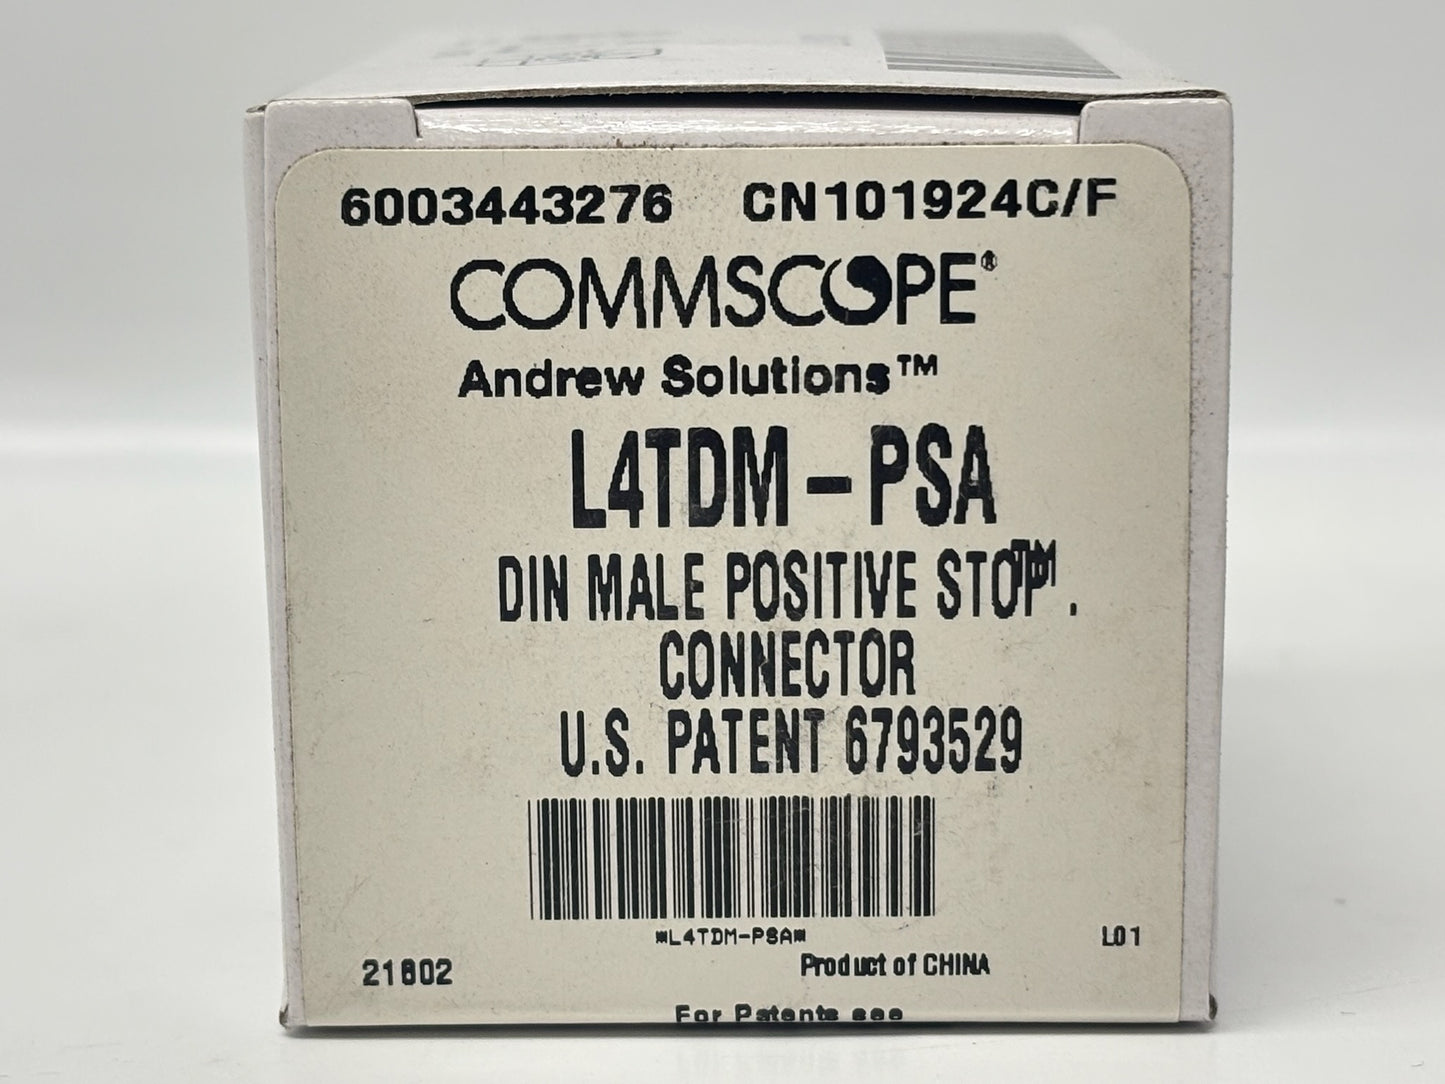 6003443276 CN101924C/F
COMMSCOPE®
Andrew Solutions™
L4TDM-PSA
DIN MALE POSITIVE STOP™.
CONNECTOR
U.S. PATENT 6793529
*L4TDM-PSA*
L01
21602 Product of CHINA
For Patents see